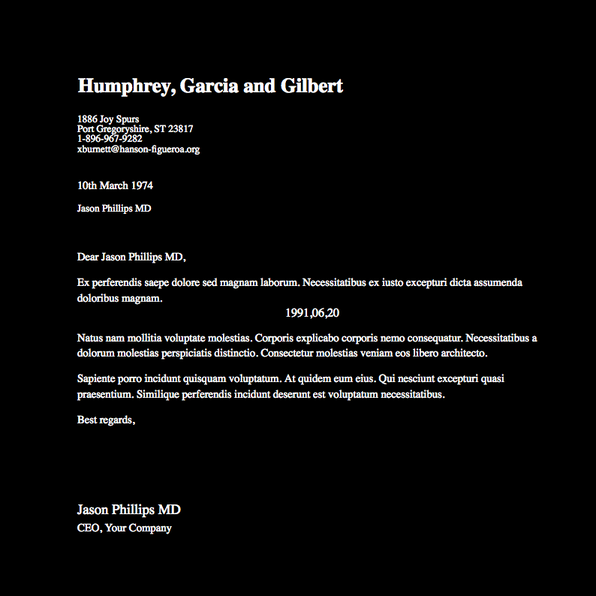 Humphrey, Garcia and Gilbert
1886 Joy Spurs
Port Gregoryshire, ST 23817
1-896-967-9282
xburnett@hanson-figueroa.org
10th March 1974
Jason Phillips MD
Dear Jason Phillips MD,
Ex perferendis saepe dolore sed magnam laborum. Necessitatibus ex iusto excepturi dicta assumenda
doloribus magnam.
1991,06,20
Natus nam mollitia voluptate molestias. Corporis explicabo corporis nemo consequatur. Necessitatibus a
dolorum molestias perspiciatis distinctio. Consectetur molestias veniam eos libero architecto.
Sapiente porro incidunt quisquam voluptatum. At quidem eum eius. Qui nesciunt excepturi quasi
praesentium. Similique perferendis incidunt deserunt est voluptatum necessitatibus.
Best regards,
Jason Phillips MD
CEO, Your Company